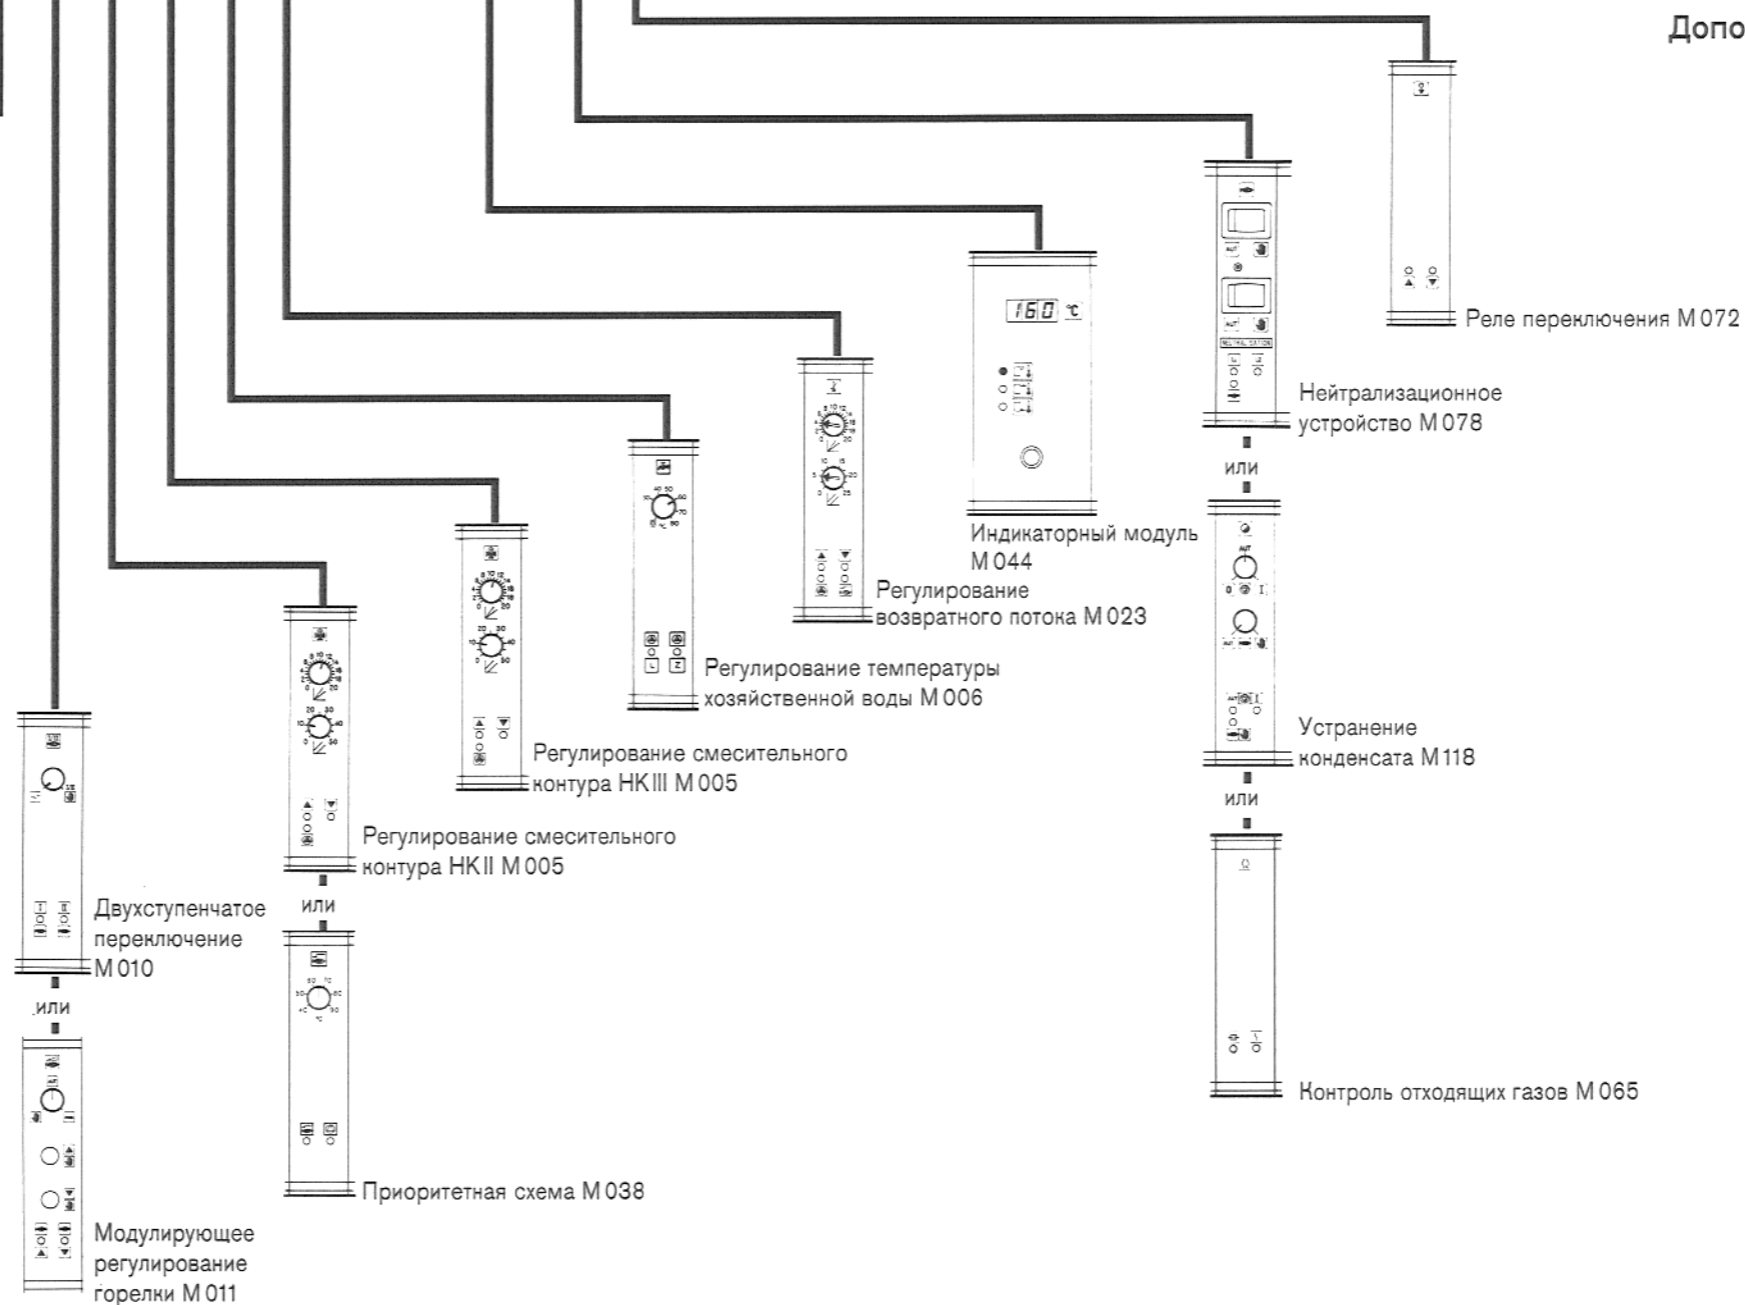 Допо
Реле переключения М 072
160 °C
Нейтрализационное
устройство М 078
или
Индикаторный модуль
М 044
Регулирование
возвратного потока М 023
Регулирование температуры
хозяйственной воды М 006
Регулирование смесительного
контура НК III М 005
Регулирование смесительного
контура НК II М 005
или
Устранение
конденсата М 118
или
Двухступенчатое
переключение
М 010
или
Приоритетная схема М 038
Контроль отходящих газов М 065
Модулирующее
регулирование
горелки М 011